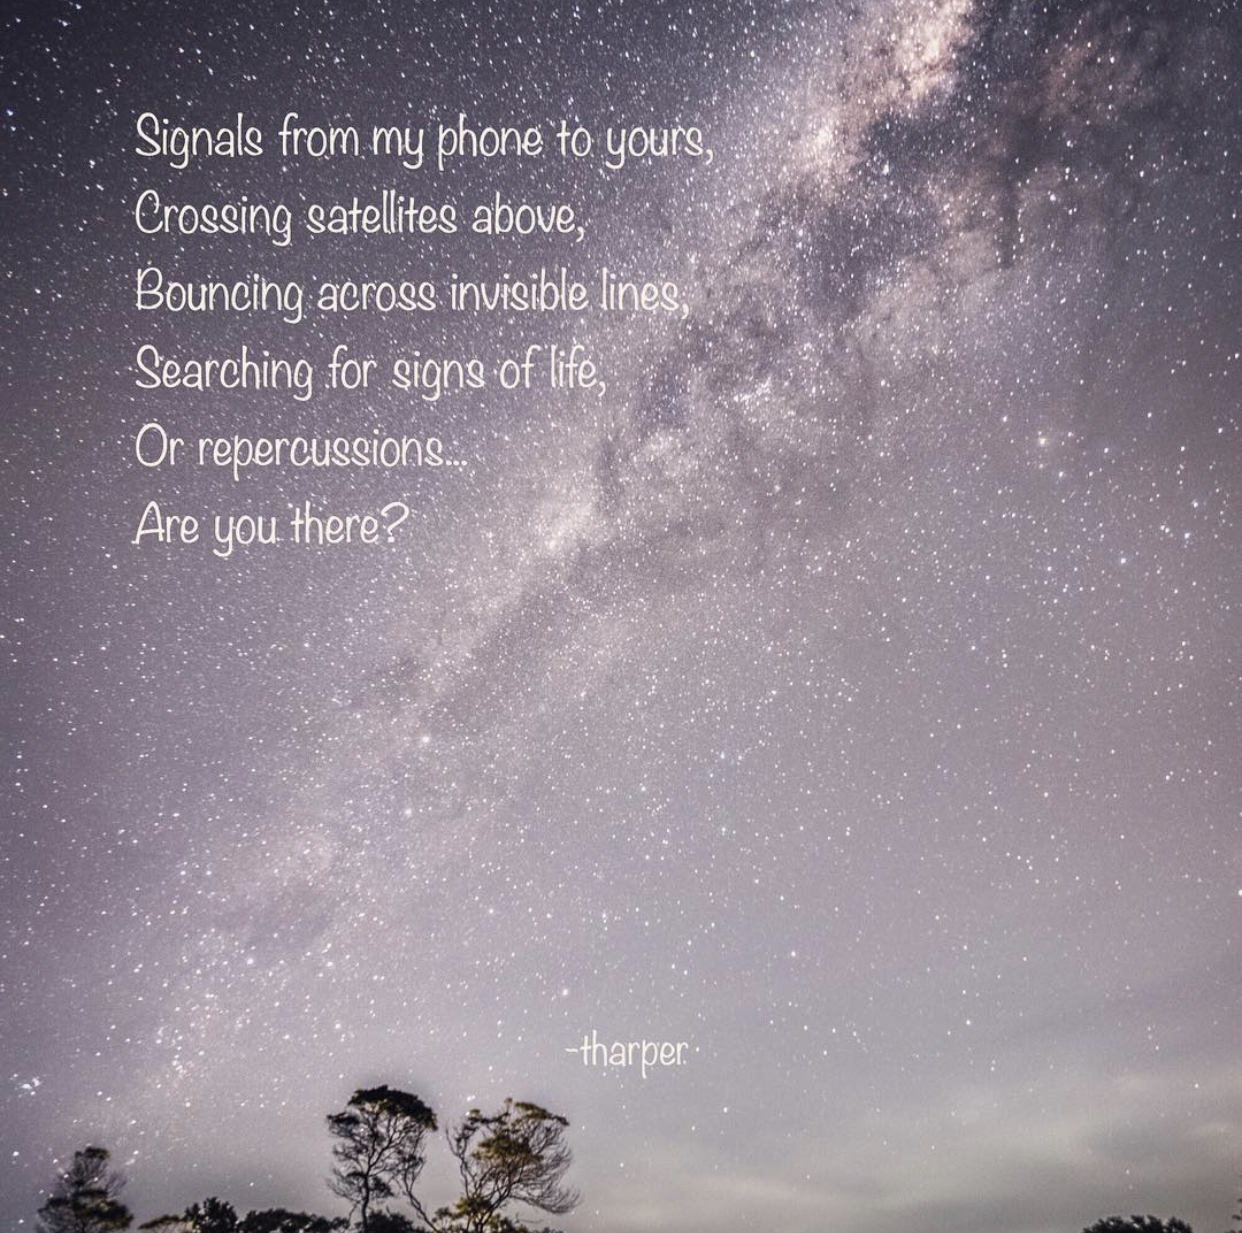 Signals from my phone to yours,
Crossing satellites above,
Bouncing across invisible lines,
Searching for signs of life,
Or repercussions...
Are you there?
-tharper